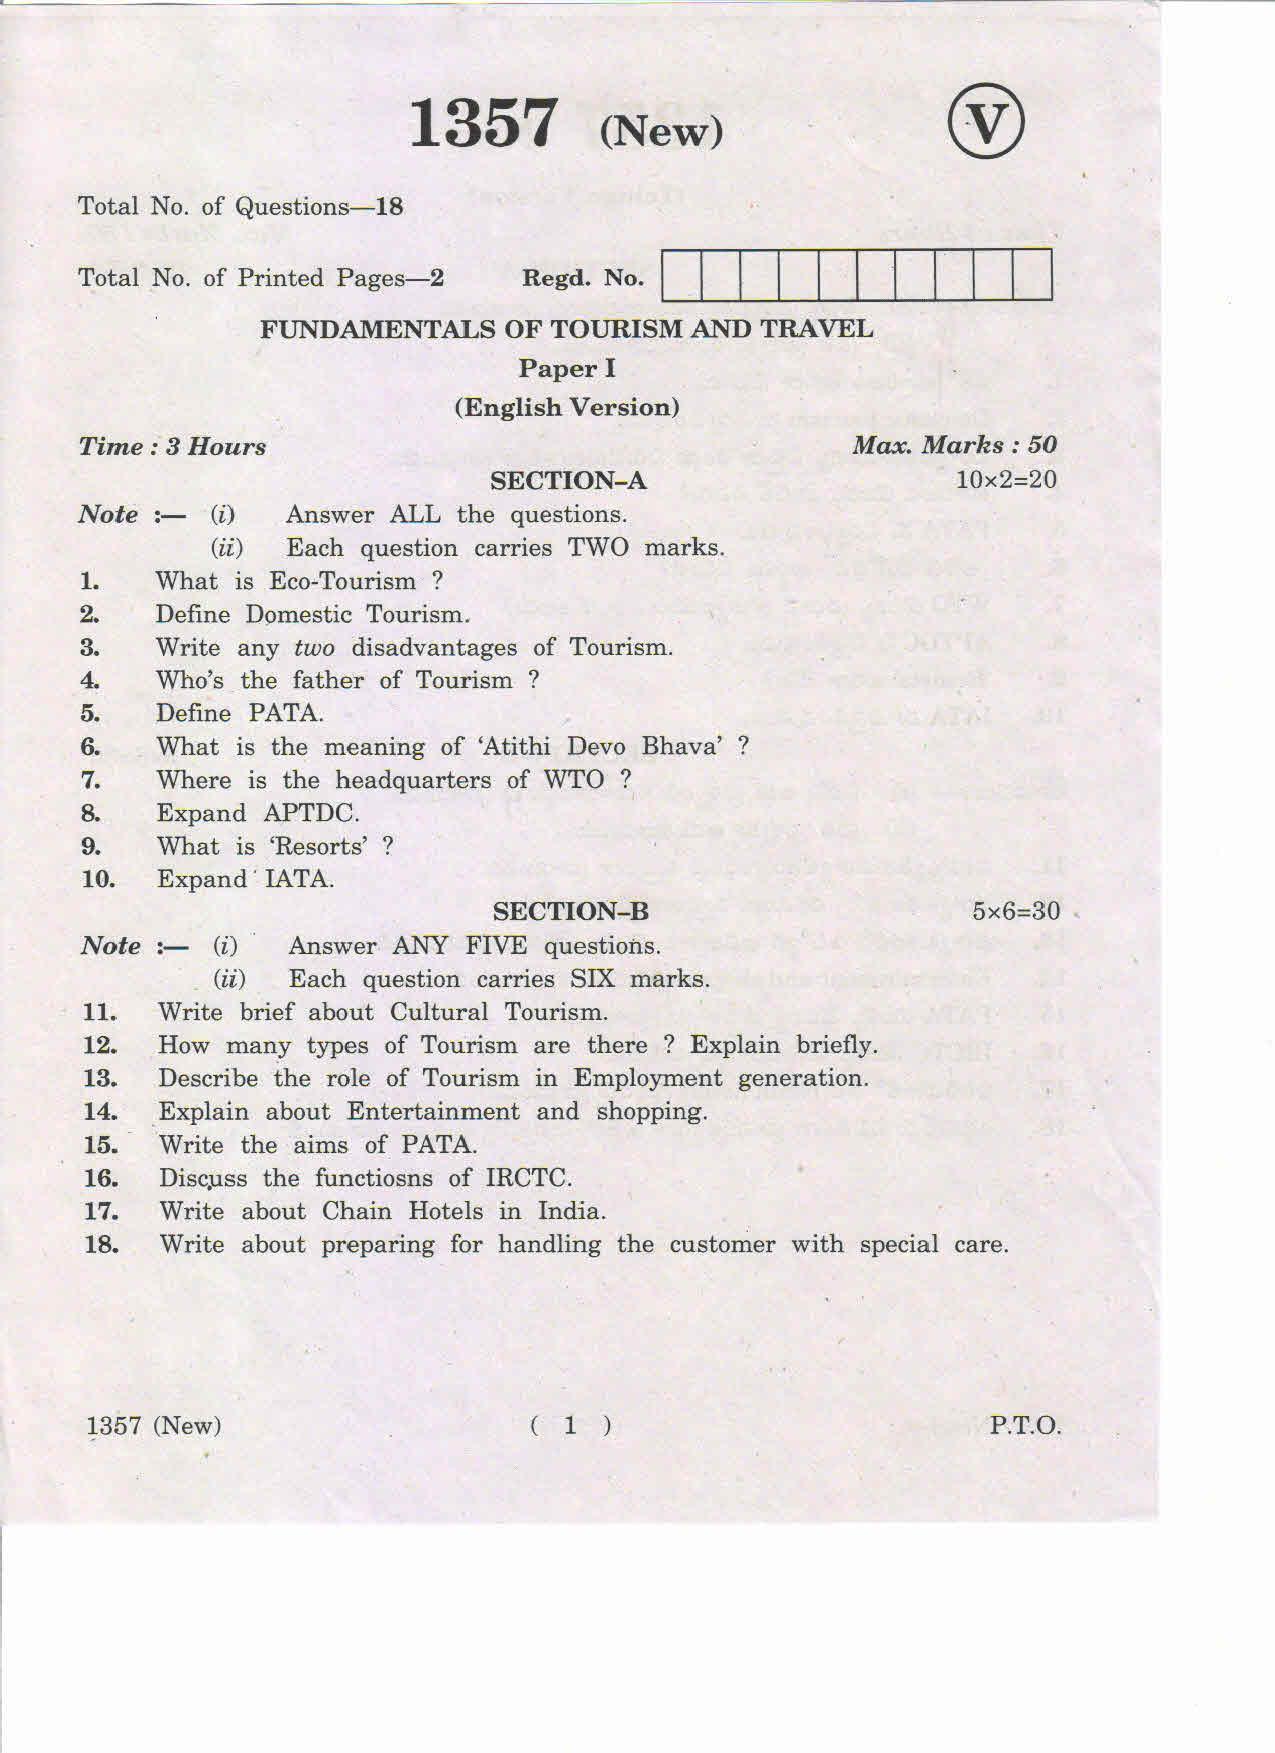 1357 (New) V
Total No. of Questions—18
Total No. of Printed Pages—2 Regd. No.
FUNDAMENTALS OF TOURISM AND TRAVEL
Paper I
(English Version)
Time : 3 Hours Max. Marks : 50
SECTION–A 10×2=20
Note :— (i) Answer ALL the questions.
(ii) Each question carries TWO marks.
1. What is Eco-Tourism ?
2. Define Domestic Tourism.
3. Write any two disadvantages of Tourism.
4. Who's the father of Tourism ?
5. Define PATA.
6. What is the meaning of 'Atithi Devo Bhava' ?
7. Where is the headquarters of WTO ?
8. Expand APTDC.
9. What is 'Resorts' ?
10. Expand IATA.
SECTION–B 5×6=30
Note :— (i) Answer ANY FIVE questions.
(ii) Each question carries SIX marks.
11. Write brief about Cultural Tourism.
12. How many types of Tourism are there ? Explain briefly.
13. Describe the role of Tourism in Employment generation.
14. Explain about Entertainment and shopping.
15. Write the aims of PATA.
16. Discuss the functiosns of IRCTC.
17. Write about Chain Hotels in India.
18. Write about preparing for handling the customer with special care.
1357 (New) ( 1 ) P.T.O.